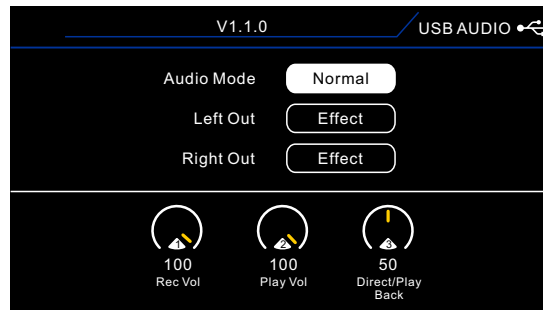 V1.1.0
USB AUDIO
Audio Mode Normal
Left Out Effect
Right Out Effect
1 2 3
100 100 50
Rec Vol Play Vol Direct/Play
Back